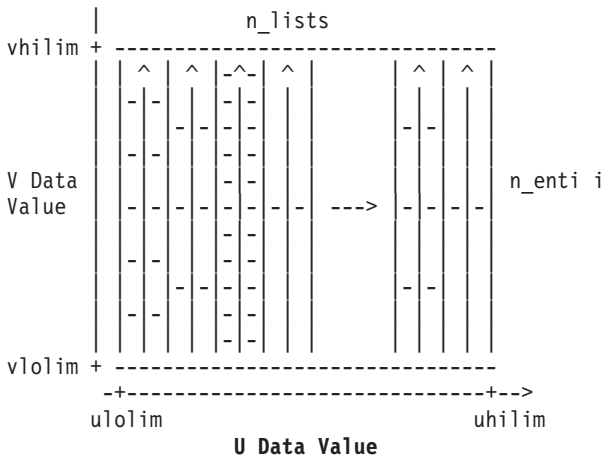 n_lists
vhilim +
V Data
Value
n_enti i
vlolim +
ulolim
uhilim
U Data Value